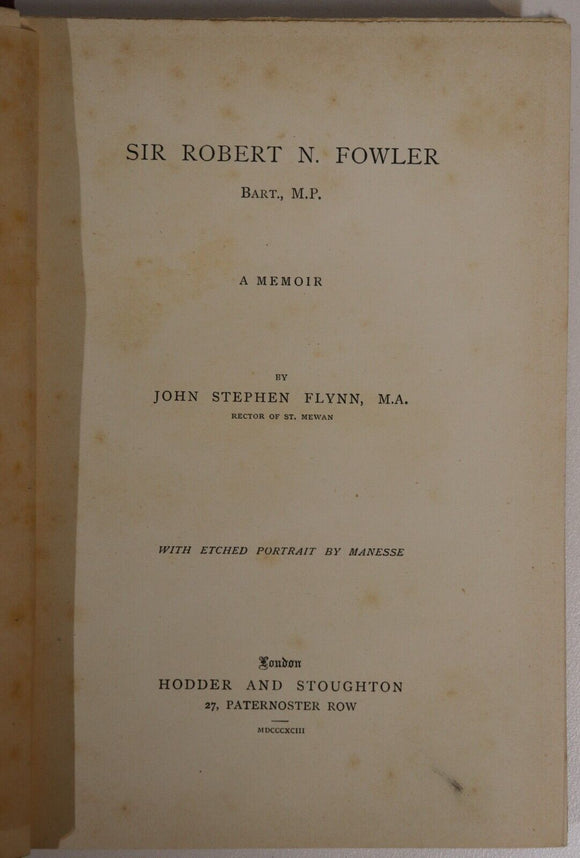 SIR ROBERT N. FOWLER
BART., M.P.
A MEMOIR
BY
JOHN STEPHEN FLYNN, M.A.
RECTOR OF ST. MEWAN
WITH ETCHED PORTRAIT BY MANESSE
London
HODDER AND STOUGHTON
27, PATERNOSTER ROW
MDCCCXCIII